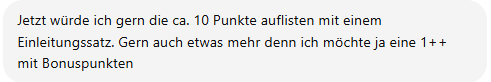 Jetzt würde ich gern die ca. 10 Punkte auflisten mit einem
Einleitungssatz. Gern auch etwas mehr denn ich möchte ja eine 1++
mit Bonuspunkten